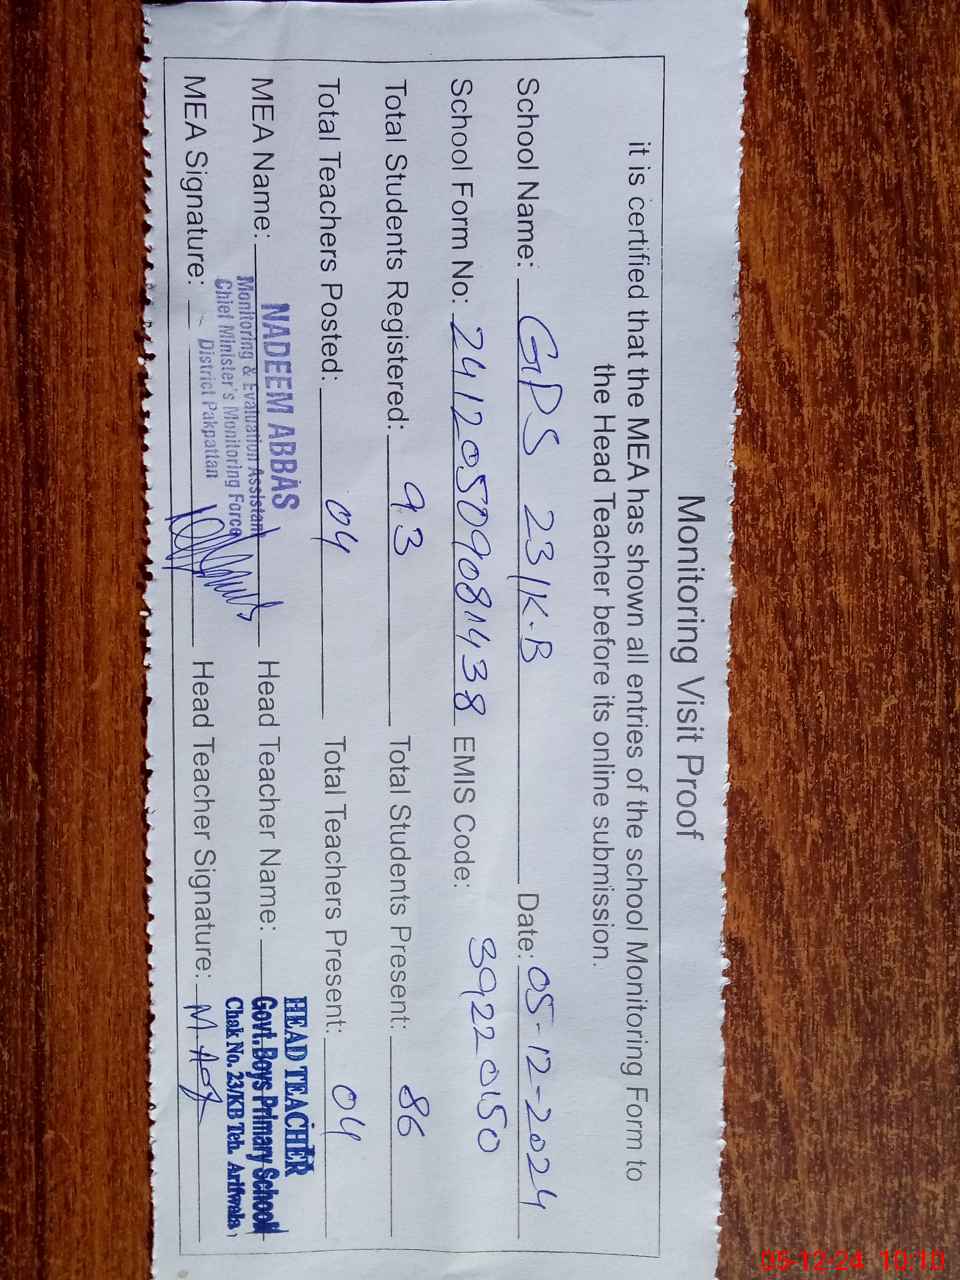 Monitoring Visit Proof
it is certified that the MEA has shown all entries of the school Monitoring Form to
the Head Teacher before its online submission.
School Name: GPS 23/K-B Date: 05-12-2024
School Form No: 24120509081438 EMIS Code: 39220150
Total Students Registered: 93 Total Students Present: 86
Total Teachers Posted: 04 Total Teachers Present: 04
MEA Name: NADEEM ABBAS Head Teacher Name: HEAD TEACHER
Monitoring & Evaluation Assistant Govt. Boys Primary School
Chief Minister's Monitoring Force Chak No. 23/KB Teh. Arifwala
District Pakpattan
MEA Signature: Head Teacher Signature:
05-12-24 10:10